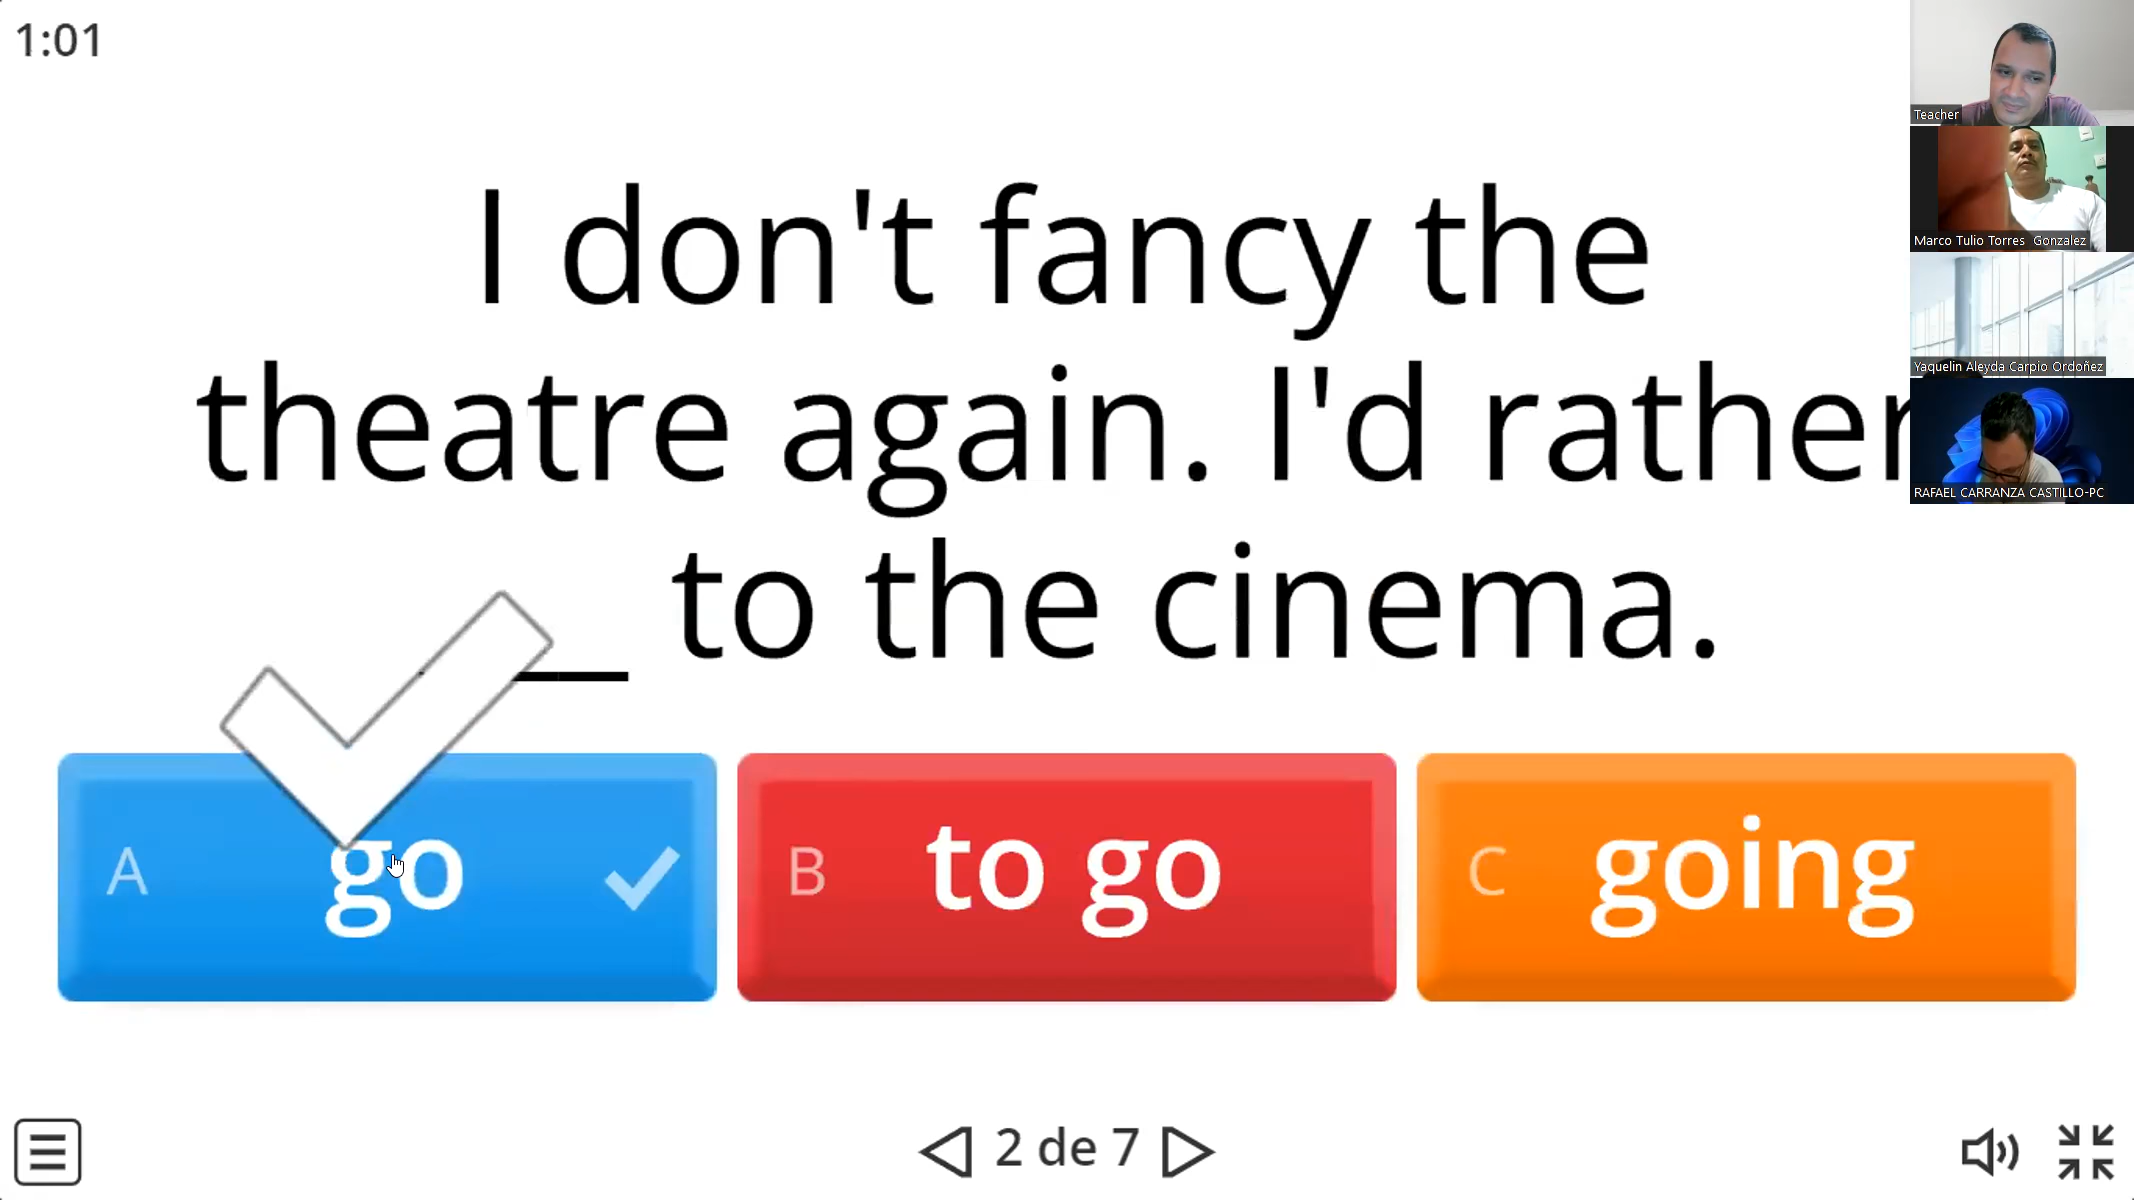 1:01
I don't fancy the
theatre again. I'd rather
___ to the cinema.
A go
B to go
C going
2 de 7
Teacher
Marco Tulio Torres Gonzalez
Yaquelin Aleyda Carpio Ordoñez
RAFAEL CARRANZA CASTILLO-PC